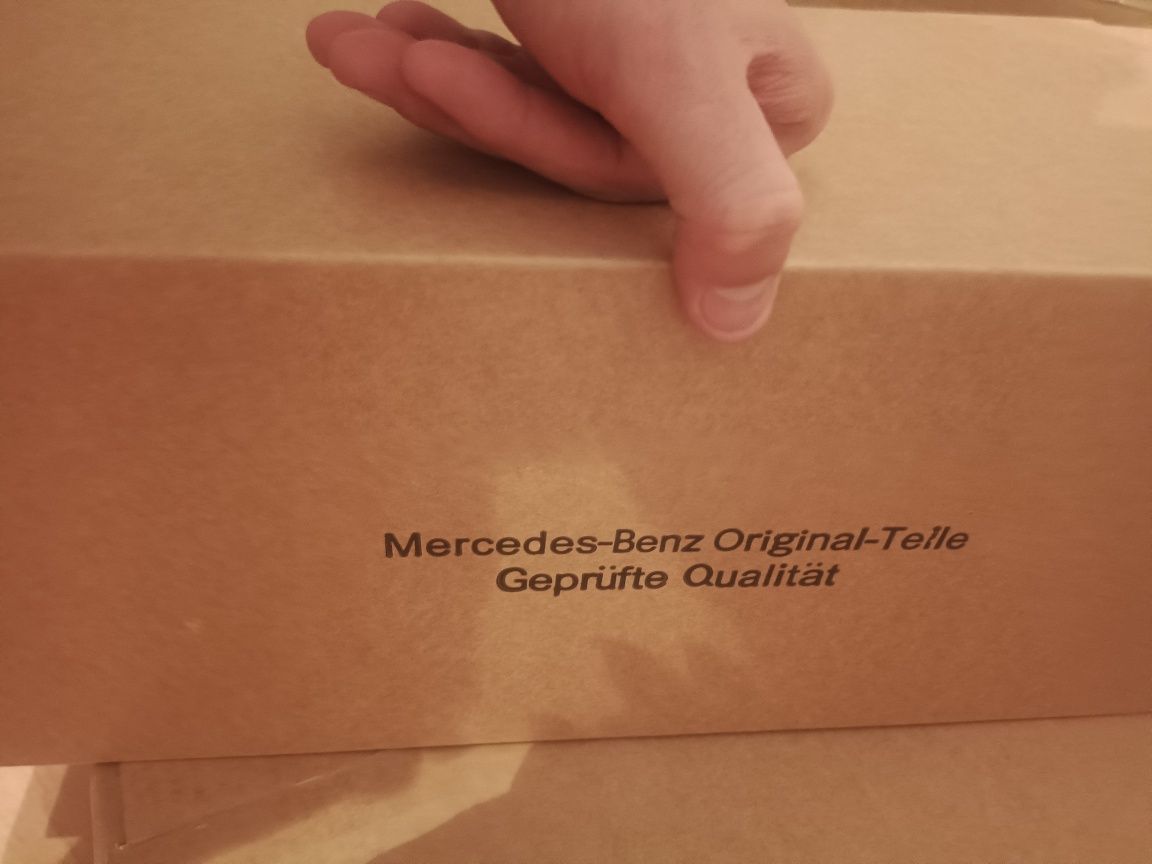 Mercedes-Benz Original-Teile
Geprüfte Qualität